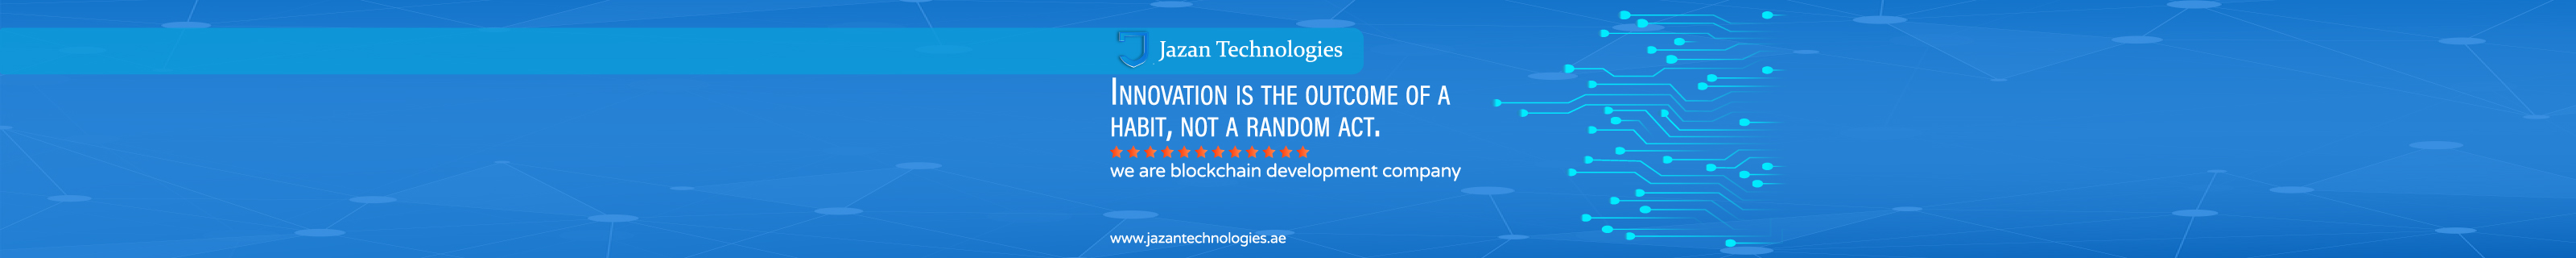 Jazan Technologies
Innovation is the outcome of a
habit, not a random act.
we are blockchain development company
www.jazantechnologies.ae